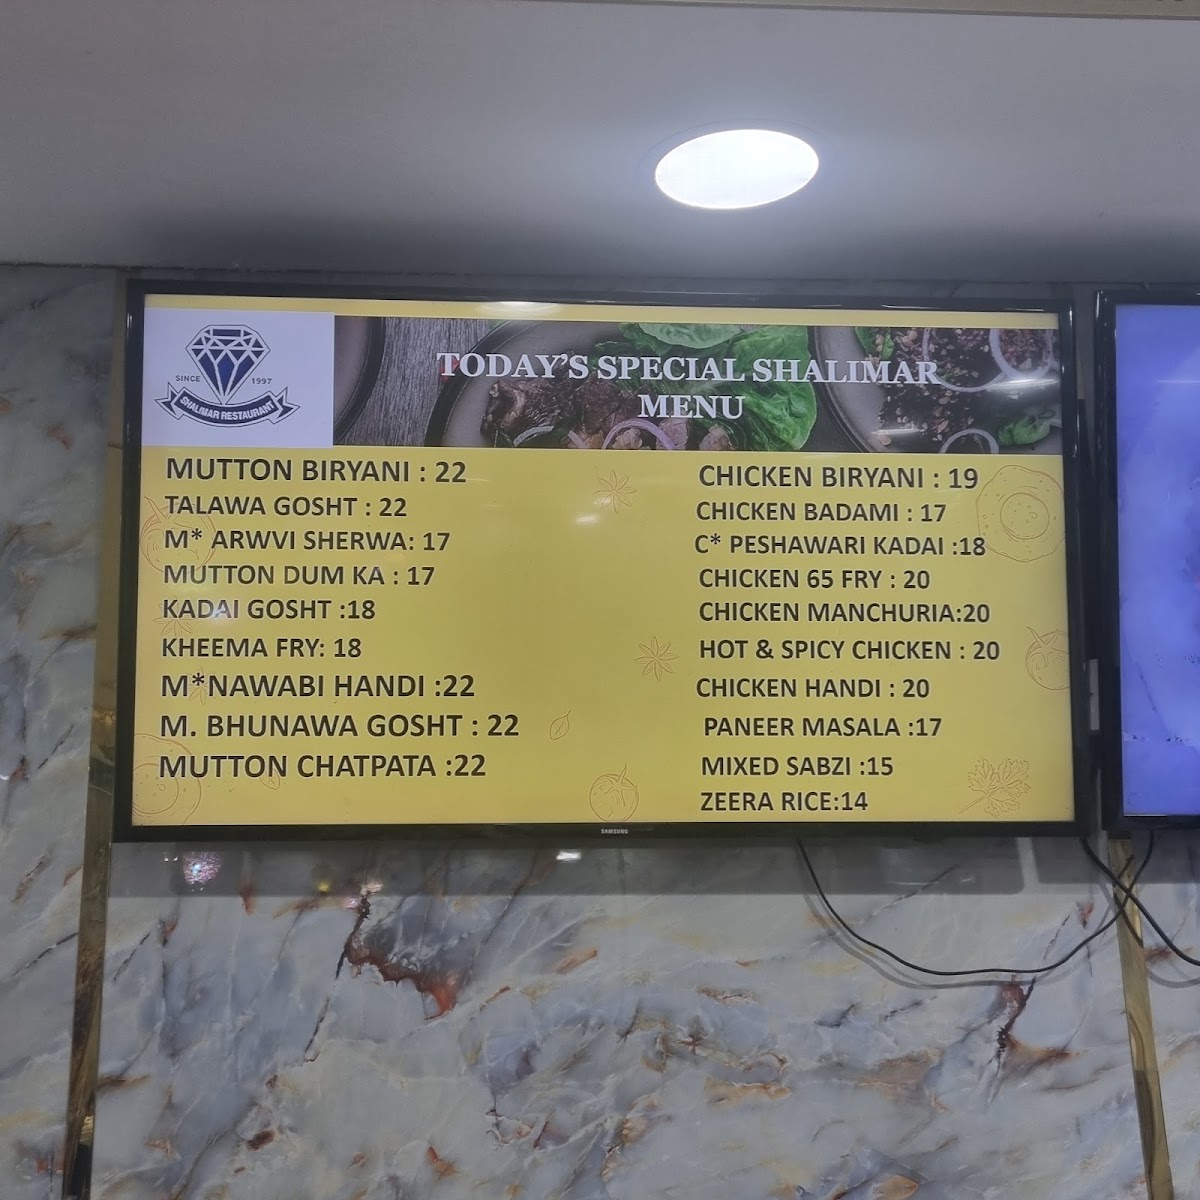 SINCE 1997
SHALIMAR RESTAURANT
TODAY'S SPECIAL SHALIMAR
MENU
MUTTON BIRYANI : 22
TALAWA GOSHT : 22
M* ARWVI SHERWA: 17
MUTTON DUM KA : 17
KADAI GOSHT :18
KHEEMA FRY: 18
M*NAWABI HANDI :22
M. BHUNAWA GOSHT : 22
MUTTON CHATPATA :22
CHICKEN BIRYANI : 19
CHICKEN BADAMI : 17
C* PESHAWARI KADAI :18
CHICKEN 65 FRY : 20
CHICKEN MANCHURIA:20
HOT & SPICY CHICKEN : 20
CHICKEN HANDI : 20
PANEER MASALA :17
MIXED SABZI :15
ZEERA RICE:14
SAMSUNG